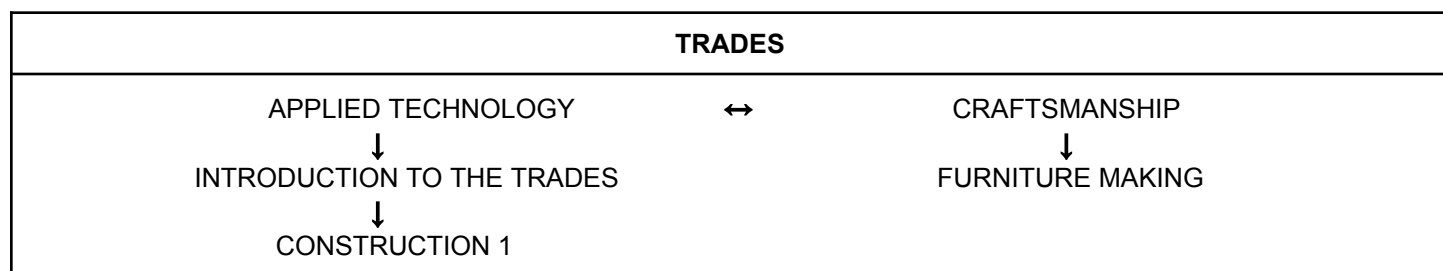 TRADES
APPLIED TECHNOLOGY ↔ CRAFTSMANSHIP
↓ ↓
INTRODUCTION TO THE TRADES FURNITURE MAKING
↓
CONSTRUCTION 1